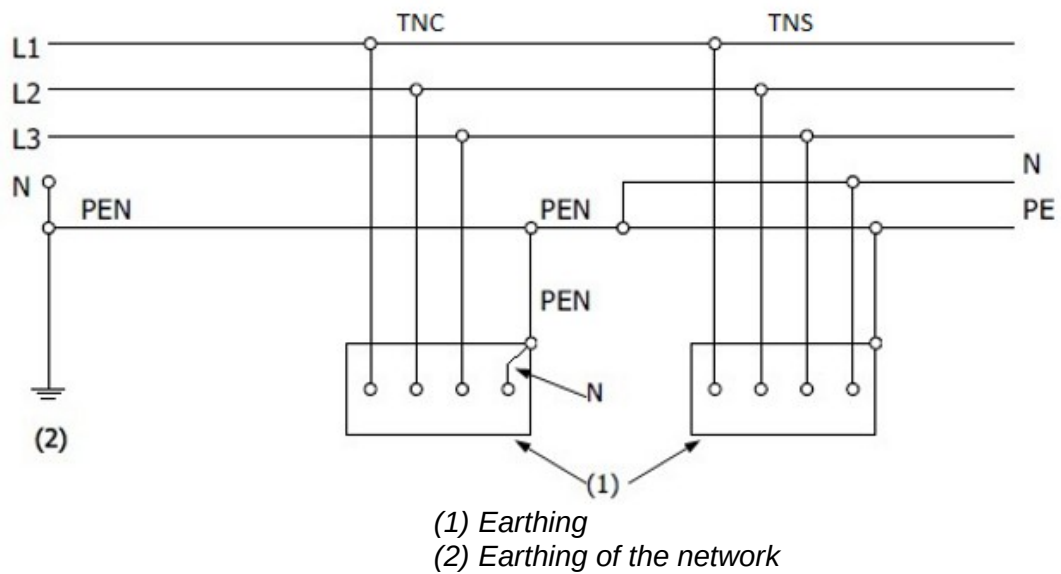 TNC TNS
L1
L2
L3
N N
PEN PEN PE
PEN
N
(2)
(1)
(1) Earthing
(2) Earthing of the network